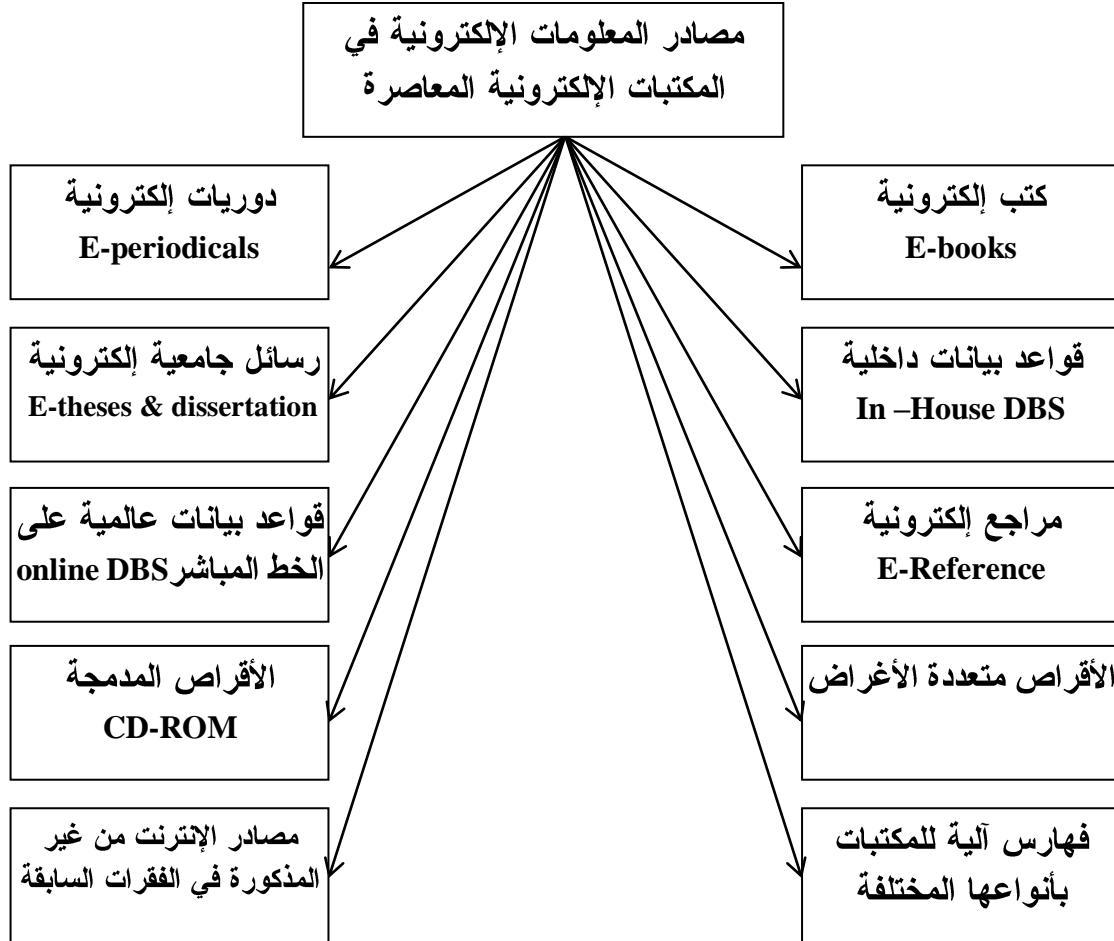 مصادر المعلومات الإلكترونية في
المكتبات الإلكترونية المعاصرة
كتب إلكترونية
E-books
دوريات إلكترونية
E-periodicals
قواعد بيانات داخلية
In –House DBS
رسائل جامعية إلكترونية
E-theses & dissertation
مراجع إلكترونية
E-Reference
قواعد بيانات عالمية على
الخط المباشر online DBS
الأقراص متعددة الأغراض
الأقراص المدمجة
CD-ROM
فهارس آلية للمكتبات
بأنواعها المختلفة
مصادر الإنترنت من غير
المذكورة في الفقرات السابقة